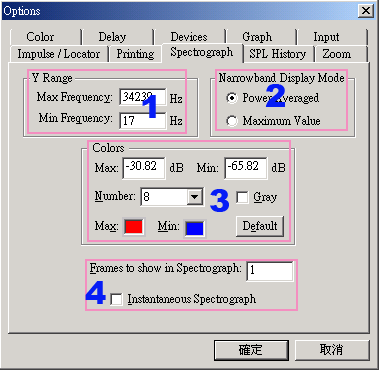 Options
Color Delay Devices Graph Input
Impulse / Locator Printing Spectrograph SPL History Zoom
Y Range
Max Frequency: 34239 Hz
Min Frequency: 17 Hz
1
Narrowband Display Mode
Power Averaged
Maximum Value
2
Colors
Max: -30.82 dB Min: -65.82 dB
Number: 8 Gray
3
Max: Min: Default
Frames to show in Spectrograph: 1
4
Instantaneous Spectrograph
確定 取消